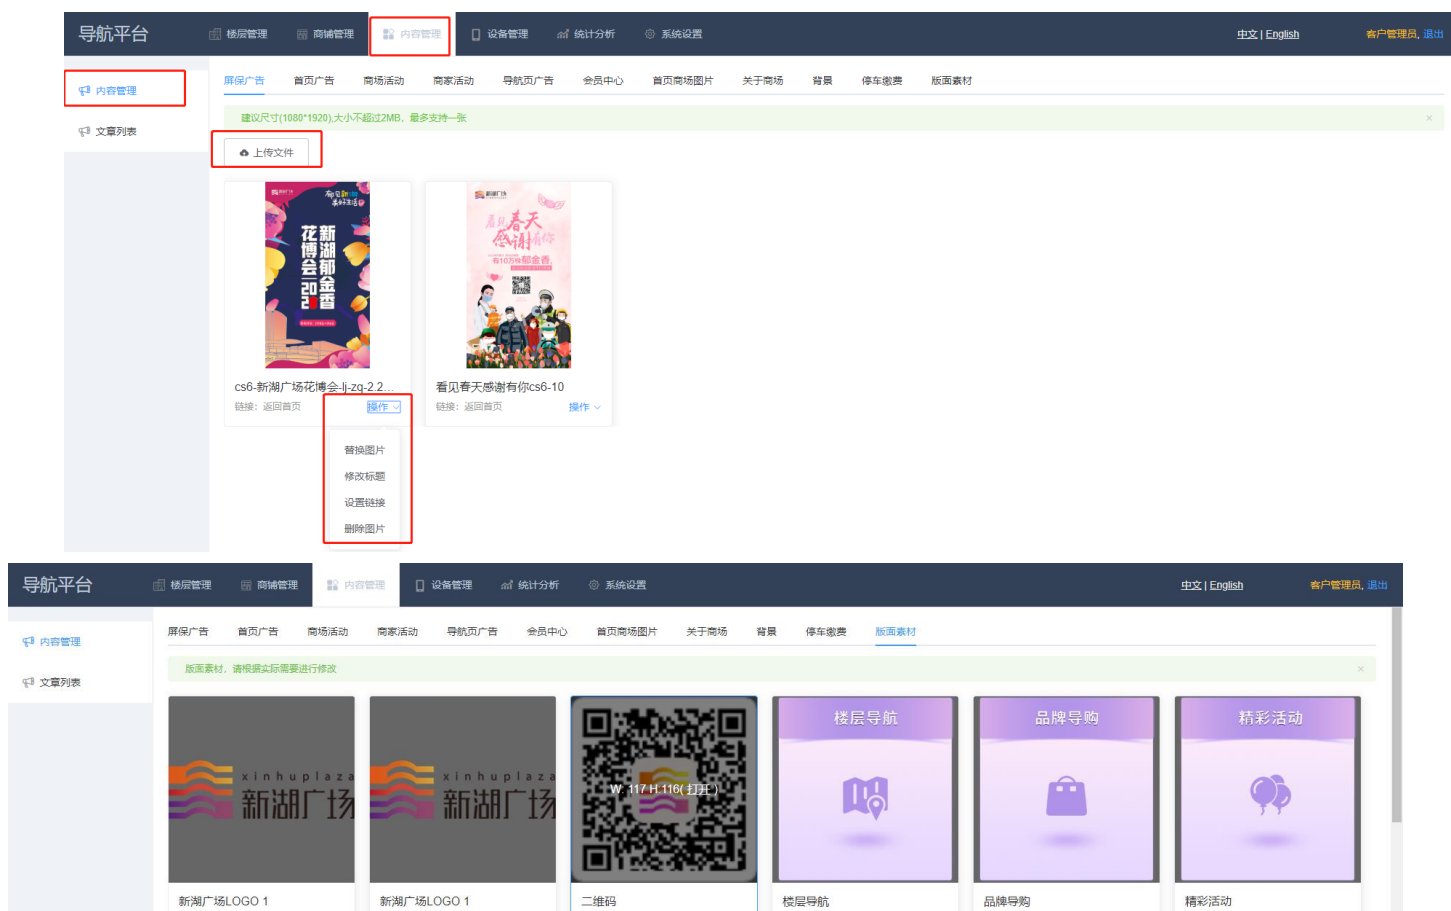 导航平台 楼层管理 商铺管理 内容管理 设备管理 统计分析 系统设置 中文 | English 客户管理员, 退出
内容管理
文章列表
屏保广告 首页广告 商场活动 商家活动 导航页广告 会员中心 首页商场图片 关于商场 背景 停车缴费 版面素材
建议尺寸(1080*1920),大小不超过2MB、最多支持一张 ×
上传文件
新湖郁金香
花博会
新湖广场
看见春天
感谢有你
有10万株郁金香,
cs6-新湖广场花博会-lj-zq-2.2...
链接：返回首页 操作
看见春天感谢有你cs6-10
链接：返回首页 操作
替换图片
修改标题
设置链接
删除图片
导航平台 楼层管理 商铺管理 内容管理 设备管理 统计分析 系统设置 中文 | English 客户管理员, 退出
内容管理
文章列表
屏保广告 首页广告 商场活动 商家活动 导航页广告 会员中心 首页商场图片 关于商场 背景 停车缴费 版面素材
版面素材，请根据实际需要进行修改 ×
xinhuplaza
新湖广场
新湖广场LOGO 1
xinhuplaza
新湖广场
新湖广场LOGO 1
W: 117 H:116( 打开 )
二维码
楼层导航
楼层导航
品牌导购
品牌导购
精彩活动
精彩活动